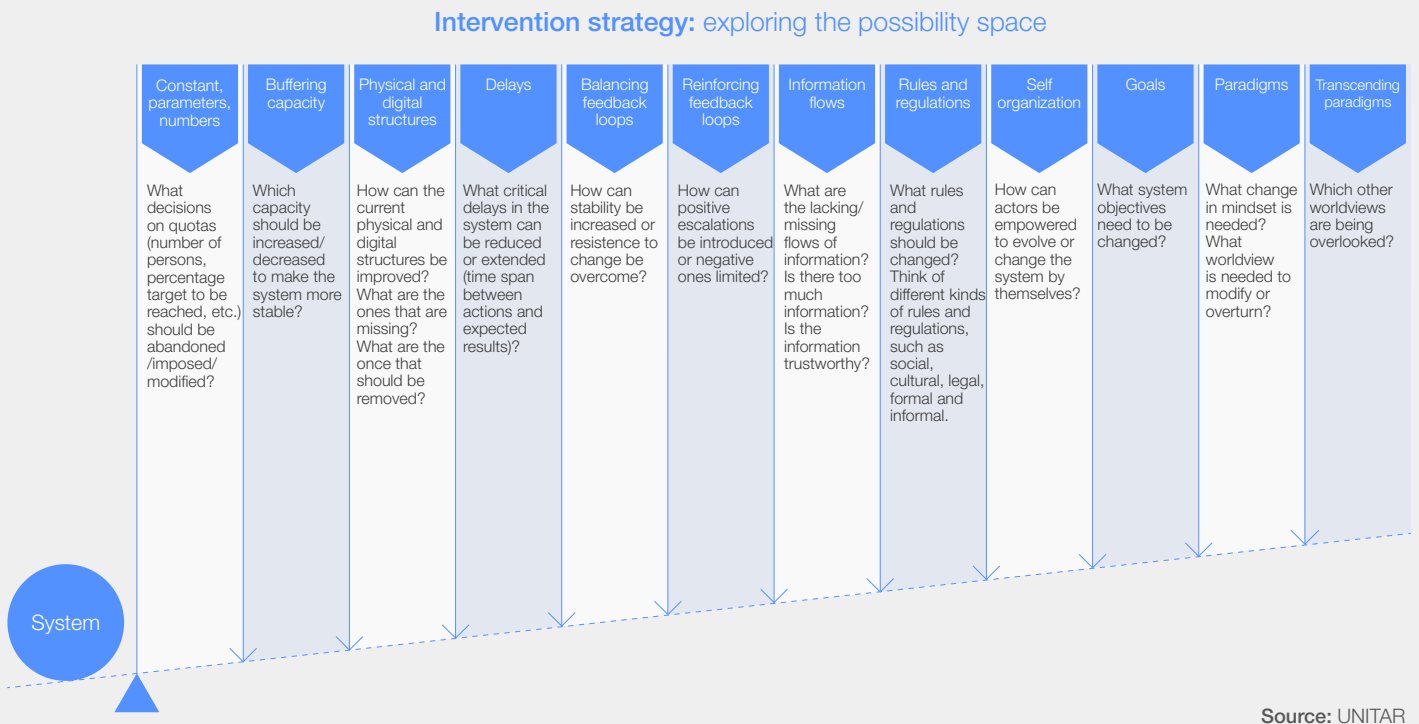 Intervention strategy: exploring the possibility space
Constant,
parameters,
numbers
Buffering
capacity
Physical and
digital
structures
Delays
Balancing
feedback
loops
Reinforcing
feedback
loops
Information
flows
Rules and
regulations
Self
organization
Goals
Paradigms
Transcending
paradigms
What
decisions
on quotas
(number of
persons,
percentage
target to be
reached, etc.)
should be
abandoned
/imposed/
modified?
Which
capacity
should be
increased/
decreased
to make the
system more
stable?
How can the
current
physical and
digital
structures be
improved?
What are the
ones that are
missing?
What are the
once that
should be
removed?
What critical
delays in the
system can
be reduced
or extended
(time span
between
actions and
expected
results)?
How can
stability be
increased or
resistence to
change be
overcome?
How can
positive
escalations
be introduced
or negative
ones limited?
What are
the lacking/
missing
flows of
information?
Is there too
much
information?
Is the
information
trustworthy?
What rules
and
regulations
should be
changed?
Think of
different kinds
of rules and
regulations,
such as
social,
cultural, legal,
formal and
informal.
How can
actors be
empowered
to evolve or
change the
system by
themselves?
What system
objectives
need to be
changed?
What change
in mindset is
needed?
What
worldview
is needed to
modify or
overturn?
Which other
worldviews
are being
overlooked?
System
Source: UNITAR